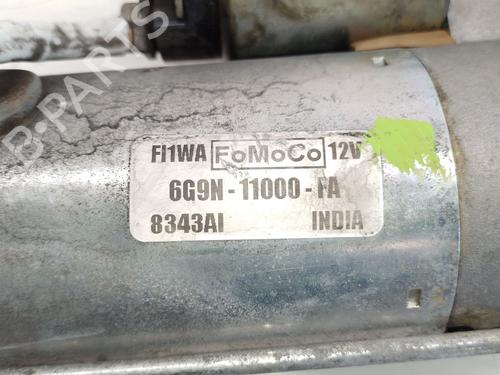 B-PARTS
FI1WA FoMoCo 12V
6G9N-11000-FA
8343AI INDIA